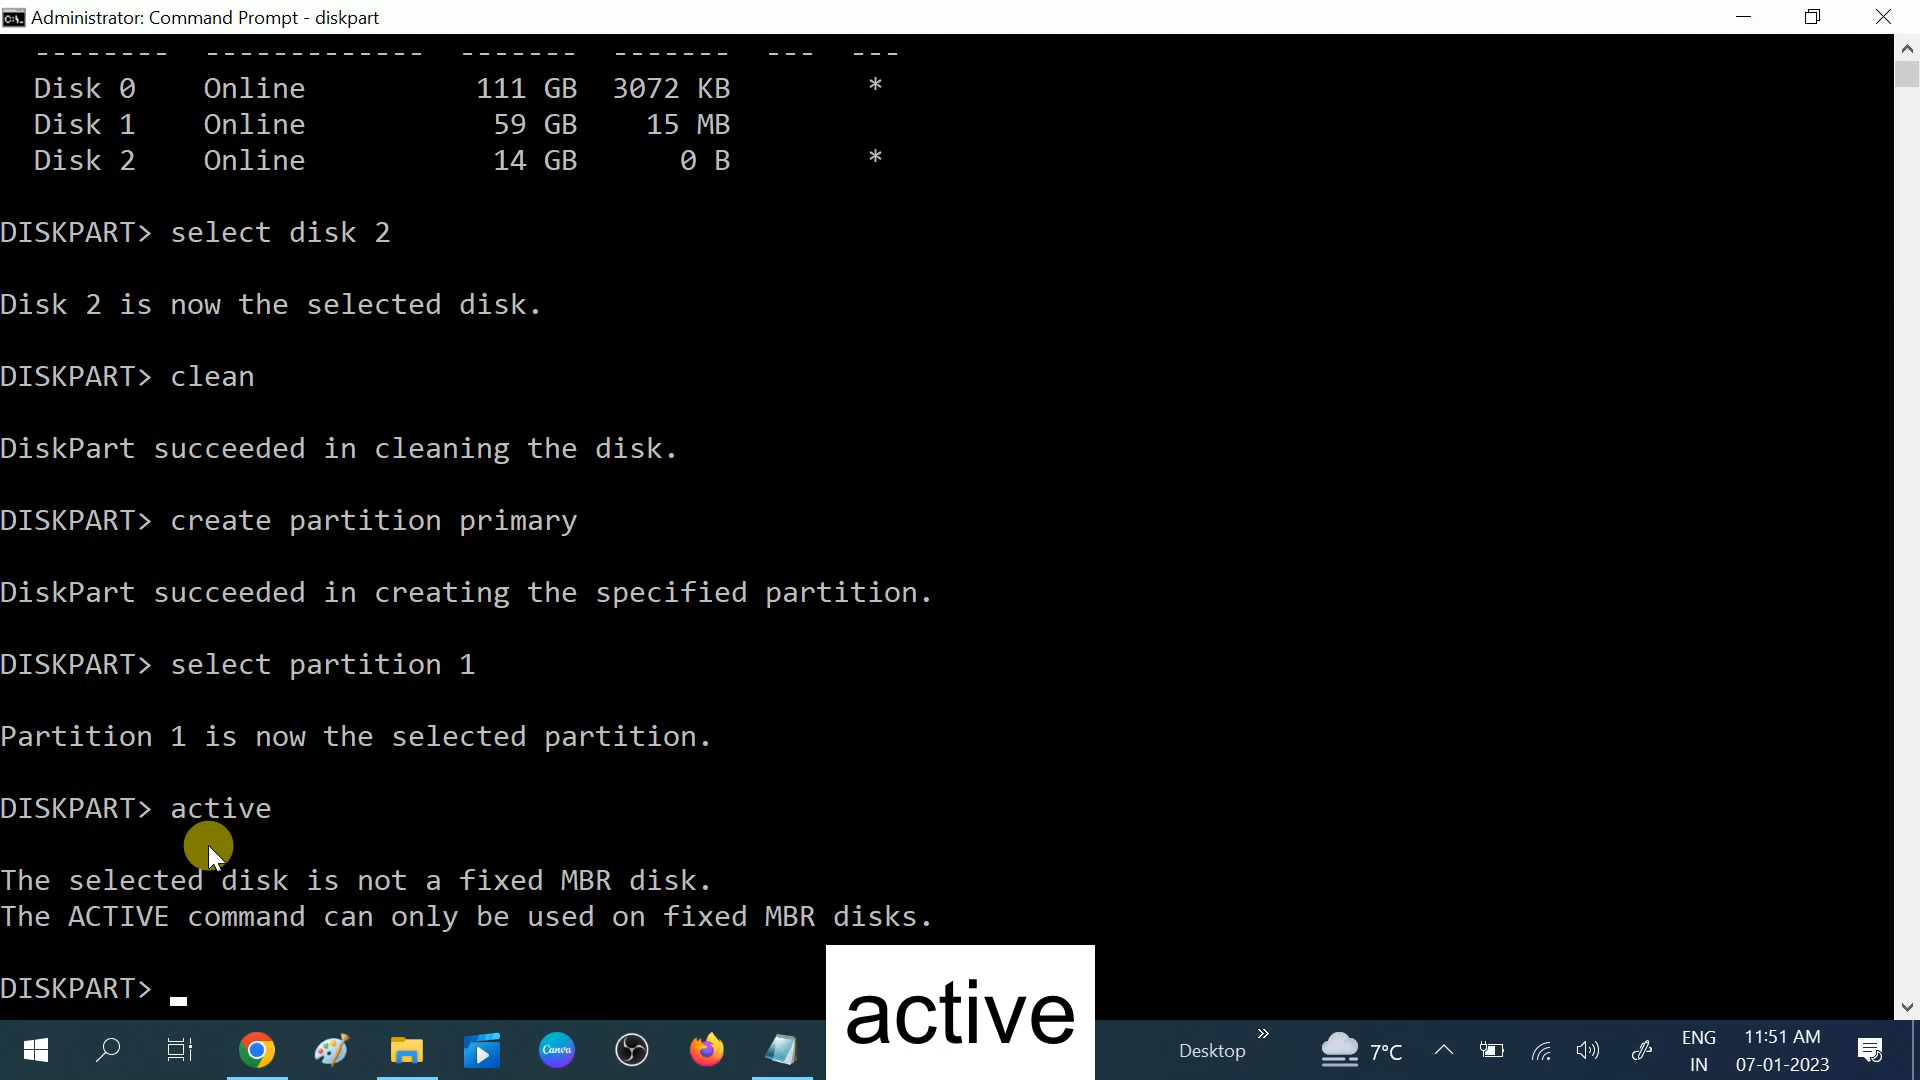 Administrator: Command Prompt - diskpart
-------- ------------- ------- ------- --- ---
Disk 0 Online 111 GB 3072 KB *
Disk 1 Online 59 GB 15 MB
Disk 2 Online 14 GB 0 B *
DISKPART> select disk 2
Disk 2 is now the selected disk.
DISKPART> clean
DiskPart succeeded in cleaning the disk.
DISKPART> create partition primary
DiskPart succeeded in creating the specified partition.
DISKPART> select partition 1
Partition 1 is now the selected partition.
DISKPART> active
The selected disk is not a fixed MBR disk.
The ACTIVE command can only be used on fixed MBR disks.
DISKPART>
active
Canva
Desktop
7°C
ENG
IN
11:51 AM
07-01-2023